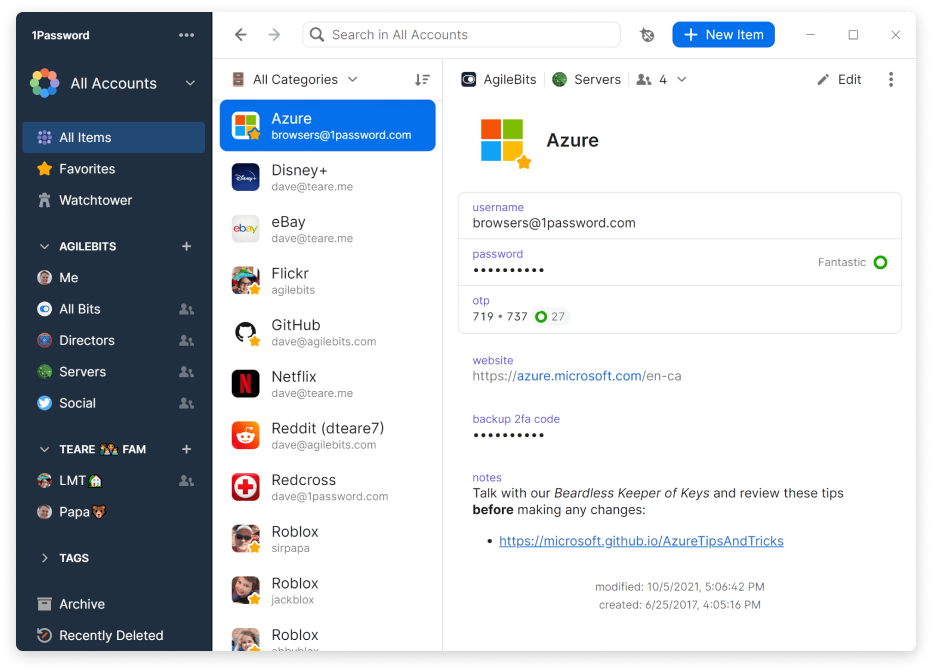 1Password
All Accounts
All Items
Favorites
Watchtower
AGILEBITS
Me
All Bits
Directors
Servers
Social
TEARE FAM
LMT
Papa
TAGS
Archive
Recently Deleted
Search in All Accounts
New Item
All Categories
Azure
browsers@1password.com
Disney+
dave@teare.me
eBay
dave@teare.me
Flickr
agilebits
GitHub
dave@agilebits.com
Netflix
dave@teare.me
Reddit (dteare7)
dave@agilebits.com
Redcross
dave@1password.com
Roblox
sirpapa
Roblox
jackblox
Roblox
AgileBits
Servers
4
Edit
Azure
username
browsers@1password.com
password
••••••••••
Fantastic
otp
719 • 737
27
website
https://azure.microsoft.com/en-ca
backup 2fa code
••••••••••
notes
Talk with our Beardless Keeper of Keys and review these tips
before making any changes:
• https://microsoft.github.io/AzureTipsAndTricks
modified: 10/5/2021, 5:06:42 PM
created: 6/25/2017, 4:05:16 PM